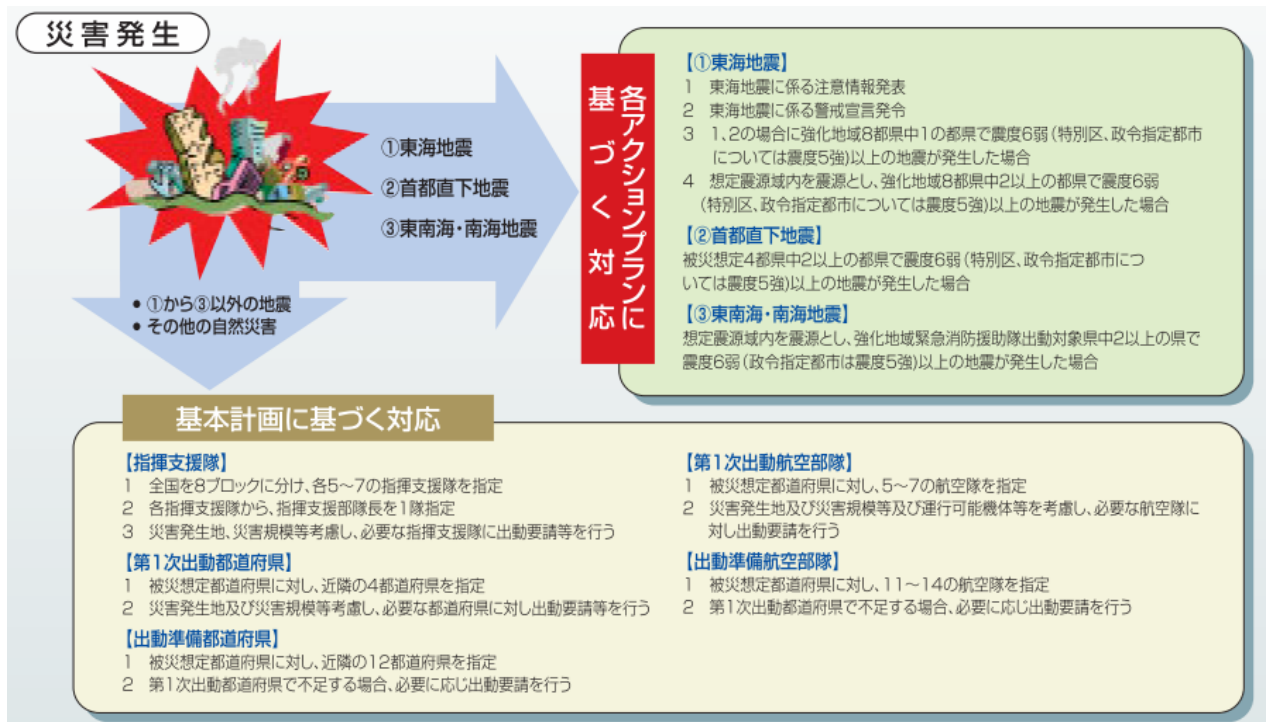 災害発生
①東海地震
②首都直下地震
③東南海・南海地震
● ①から③以外の地震
● その他の自然災害
各アクションプランに
基づく対応
【①東海地震】
1 東海地震に係る注意情報発表
2 東海地震に係る警戒宣言発令
3 1、2の場合に強化地域8都県中1の都県で震度6弱(特別区、政令指定都市
については震度5強)以上の地震が発生した場合
4 想定震源域内を震源とし、強化地域8都県中2以上の都県で震度6弱
(特別区、政令指定都市については震度5強)以上の地震が発生した場合
【②首都直下地震】
被災想定4都県中2以上の都県で震度6弱(特別区、政令指定都市につ
いては震度5強)以上の地震が発生した場合
【③東南海・南海地震】
想定震源域内を震源とし、強化地域緊急消防援助隊出動対象県中2以上の県で
震度6弱(政令指定都市は震度5強)以上の地震が発生した場合
基本計画に基づく対応
【指揮支援隊】
1 全国を8ブロックに分け、各5~7の指揮支援隊を指定
2 各指揮支援隊から、指揮支援部隊長を1隊指定
3 災害発生地、災害規模等考慮し、必要な指揮支援隊に出動要請等を行う
【第1次出動都道府県】
1 被災想定都道府県に対し、近隣の4都道府県を指定
2 災害発生地及び災害規模等考慮し、必要な都道府県に対し出動要請等を行う
【出動準備都道府県】
1 被災想定都道府県に対し、近隣の12都道府県を指定
2 第1次出動都道府県で不足する場合、必要に応じ出動要請を行う
【第1次出動航空部隊】
1 被災想定都道府県に対し、5~7の航空隊を指定
2 災害発生地及び災害規模等及び運行可能機体等を考慮し、必要な航空隊に
対し出動要請を行う
【出動準備航空部隊】
1 被災想定都道府県に対し、11~14の航空隊を指定
2 第1次出動都道府県で不足する場合、必要に応じ出動要請を行う